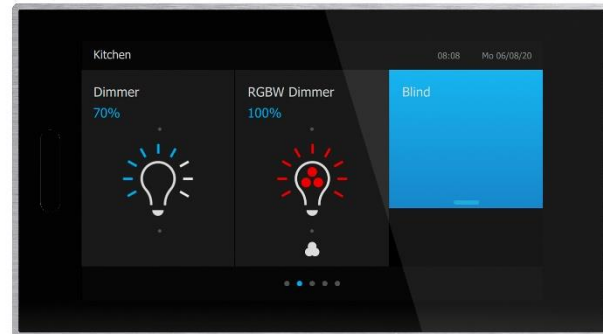 Kitchen
08:08 Mo 06/08/20
Dimmer
70%
RGBW Dimmer
100%
Blind